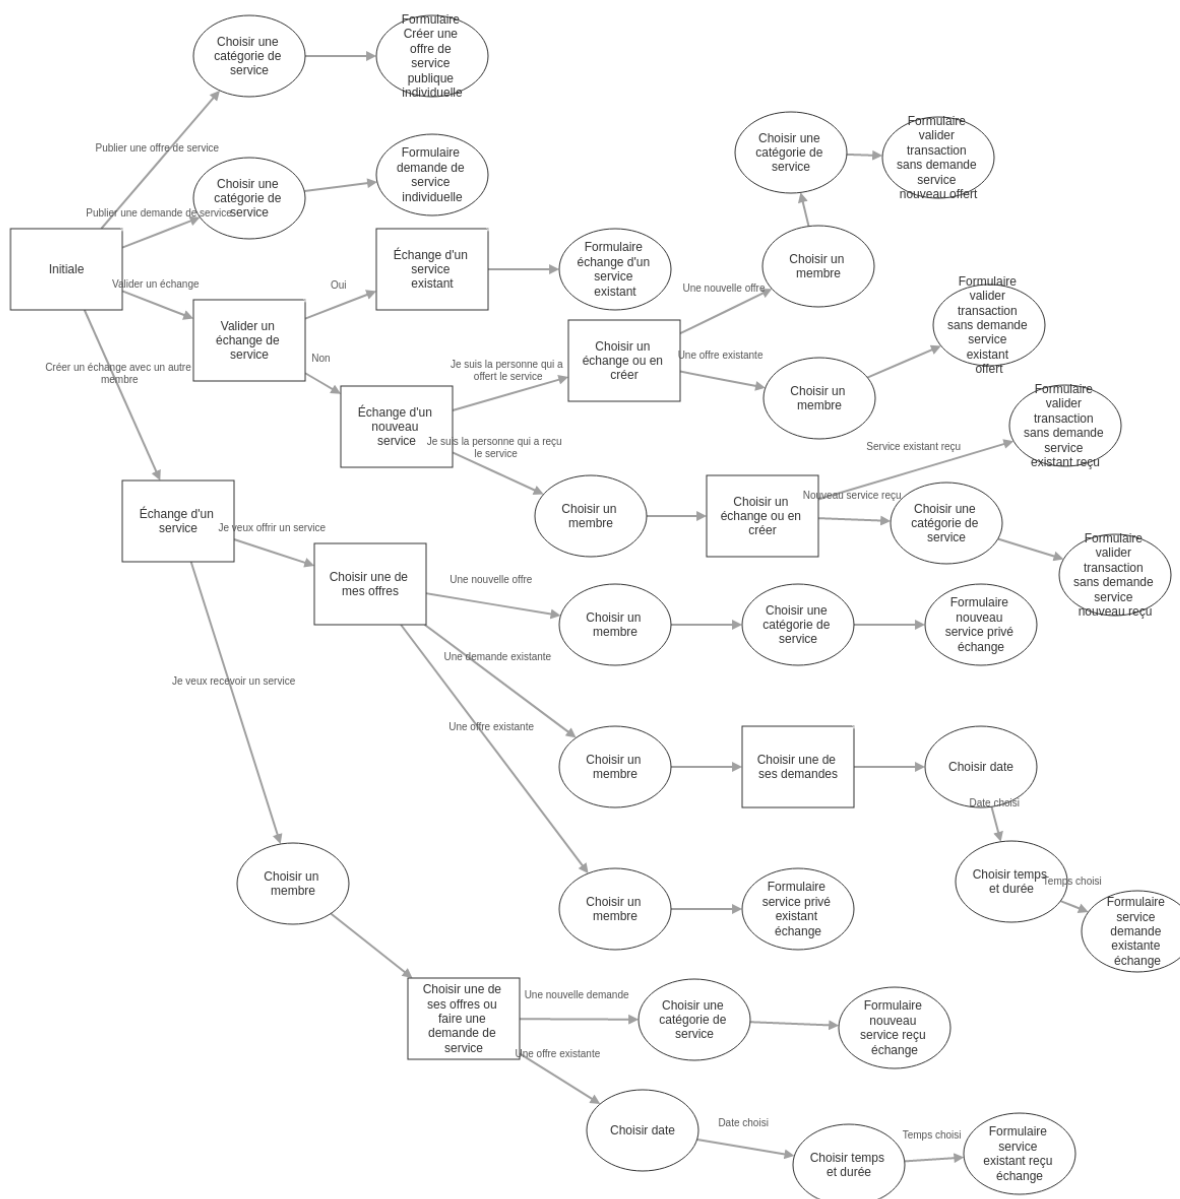 Choisir une
catégorie de
service
Formulaire
Créer une
offre de
service
publique
individuelle
Publier une offre de service
Choisir une
catégorie de
service
Formulaire
demande de
service
individuelle
Publier une demande de service
Initiale
Valider un échange
Valider un
échange de
service
Oui
Échange d'un
service
existant
Formulaire
échange d'un
service
existant
Non
Échange d'un
nouveau
service
Je suis la personne qui a
offert le service
Choisir un
échange ou en
créer
Une nouvelle offre
Choisir un
membre
Choisir une
catégorie de
service
Formulaire
valider
transaction
sans demande
service
nouveau offert
Une offre existante
Choisir un
membre
Formulaire
valider
transaction
sans demande
service
existant
offert
Je suis la personne qui a reçu
le service
Choisir un
membre
Choisir un
échange ou en
créer
Service existant reçu
Formulaire
valider
transaction
sans demande
service
existant reçu
Nouveau service reçu
Choisir une
catégorie de
service
Formulaire
valider
transaction
sans demande
service
nouveau reçu
Créer un échange avec un autre
membre
Échange d'un
service
Je veux offrir un service
Choisir une de
mes offres
Une nouvelle offre
Choisir un
membre
Choisir une
catégorie de
service
Formulaire
nouveau
service privé
échange
Une demande existante
Choisir un
membre
Choisir une de
ses demandes
Choisir date
Date choisi
Choisir temps
et durée
Temps choisi
Formulaire
service
demande
existante
échange
Une offre existante
Choisir un
membre
Formulaire
service privé
existant
échange
Je veux recevoir un service
Choisir un
membre
Choisir une de
ses offres ou
faire une
demande de
service
Une nouvelle demande
Choisir une
catégorie de
service
Formulaire
nouveau
service reçu
échange
Une offre existante
Choisir date
Date choisi
Choisir temps
et durée
Temps choisi
Formulaire
service
existant reçu
échange